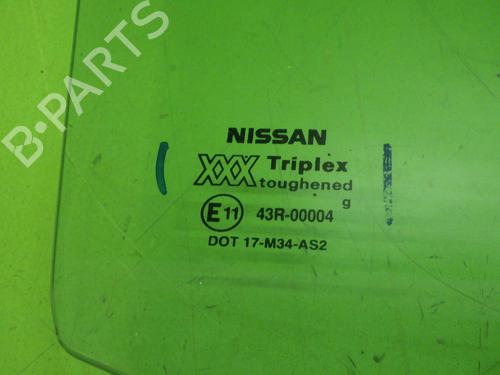 B-PARTS
NISSAN
XXX Triplex
toughened
g
E11 43R-00004
DOT 17-M34-AS2